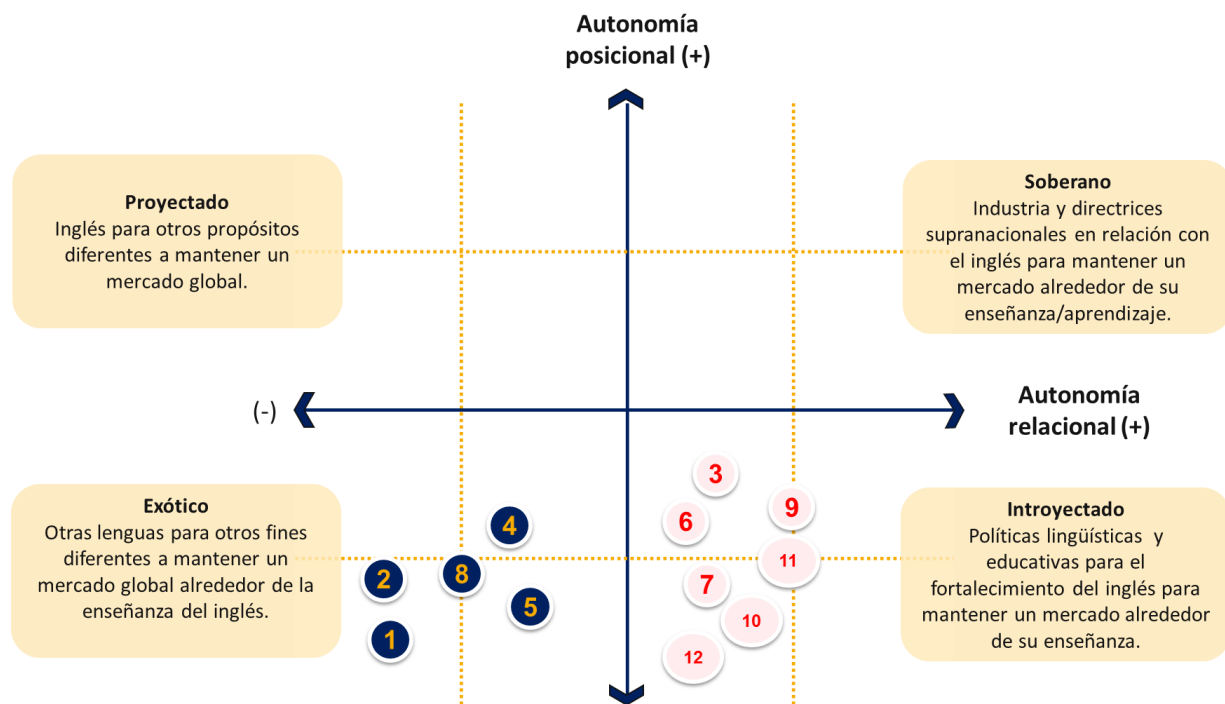 Autonomía
posicional (+)
Proyectado
Inglés para otros propósitos
diferentes a mantener un
mercado global.
Soberano
Industria y directrices
supranacionales en relación con
el inglés para mantener un
mercado alrededor de su
enseñanza/aprendizaje.
(-)
Autonomía
relacional (+)
Exótico
Otras lenguas para otros fines
diferentes a mantener un
mercado global alrededor de la
enseñanza del inglés.
3
9
6
4
11
8
2
7
5
10
1
12
Introyectado
Políticas lingüísticas y
educativas para el
fortalecimiento del inglés para
mantener un mercado alrededor
de su enseñanza.